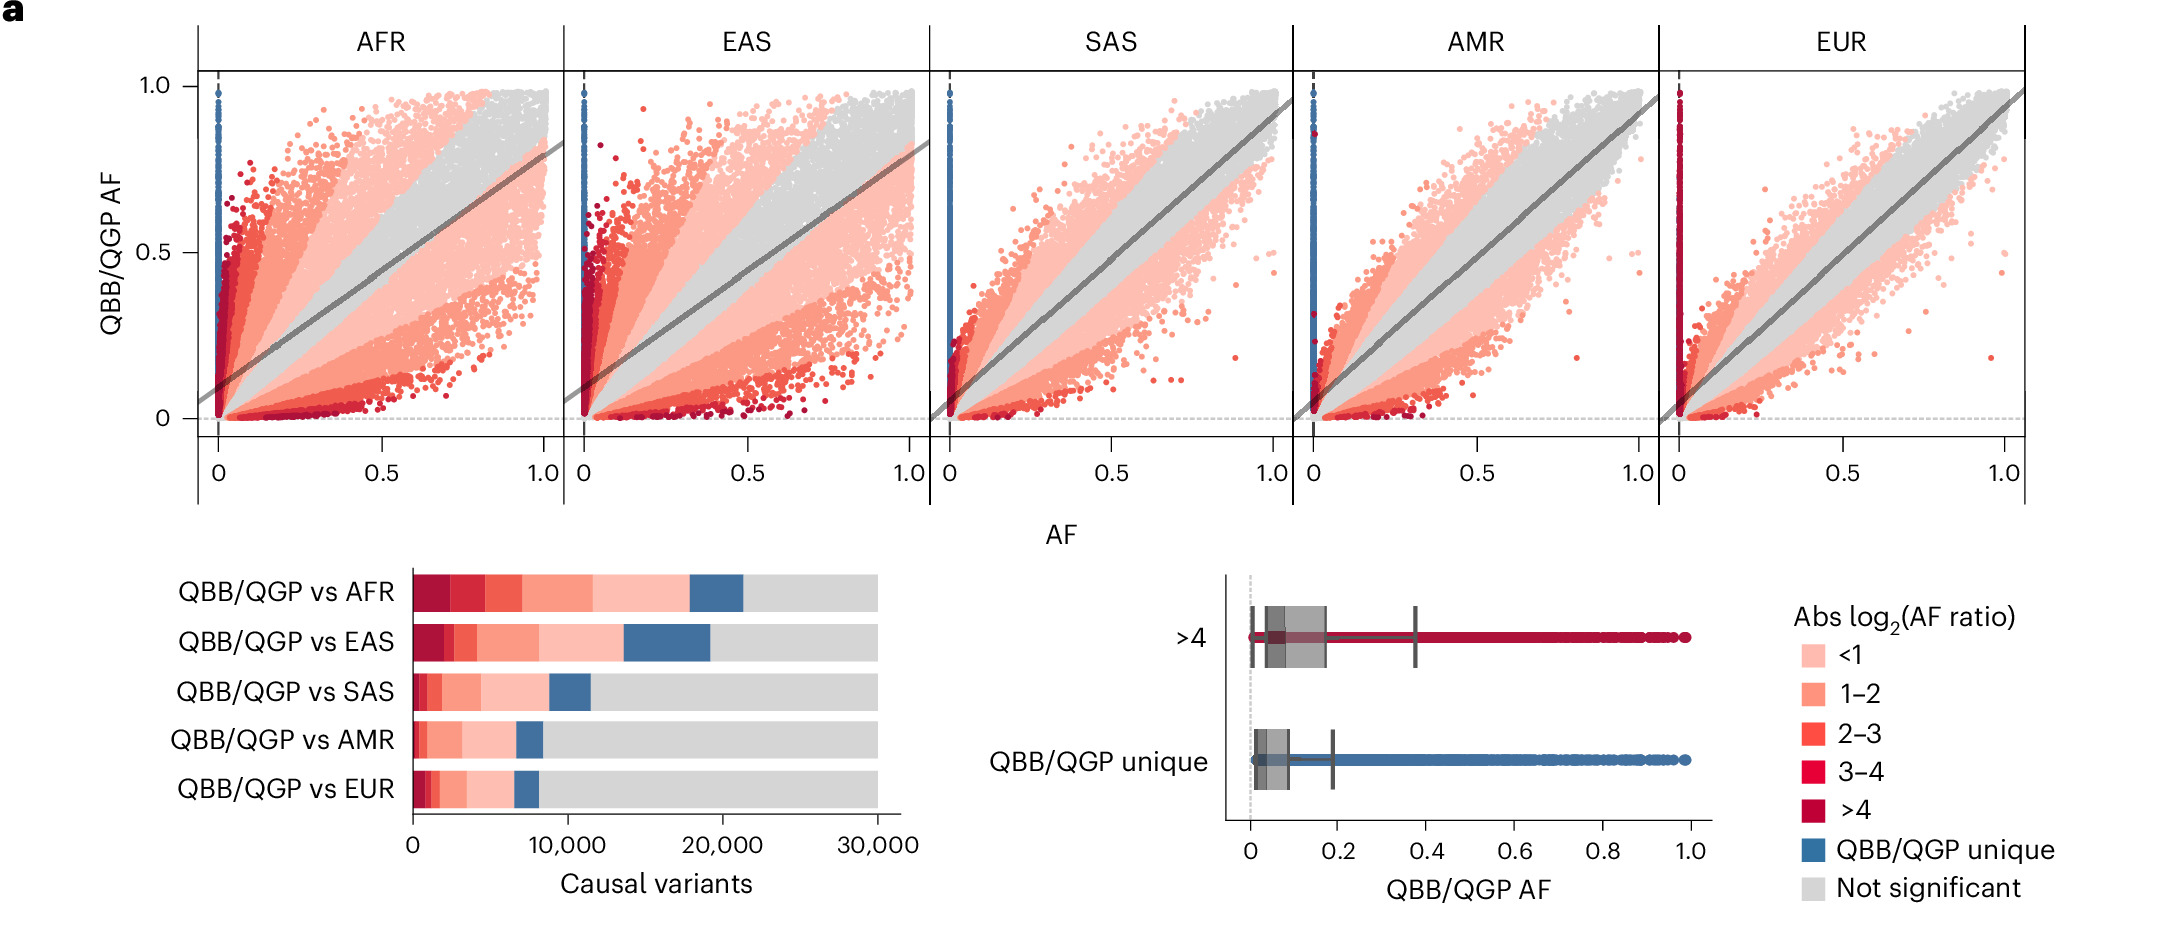 a
AFR EAS SAS AMR EUR
QBB/QGP AF
1.0
0.5
0
0 0.5 1.0 0 0.5 1.0 0 0.5 1.0 0 0.5 1.0 0 0.5 1.0
AF
QBB/QGP vs AFR
QBB/QGP vs EAS
QBB/QGP vs SAS
QBB/QGP vs AMR
QBB/QGP vs EUR
0 10,000 20,000 30,000
Causal variants
>4
QBB/QGP unique
0 0.2 0.4 0.6 0.8 1.0
QBB/QGP AF
Abs log2(AF ratio)
<1
1–2
2–3
3–4
>4
QBB/QGP unique
Not significant